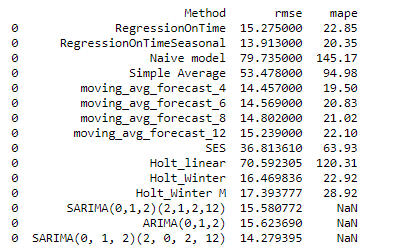 Method rmse mape
0 RegressionOnTime 15.275000 22.85
0 RegressionOnTimeSeasonal 13.913000 20.35
0 Naive model 79.735000 145.17
0 Simple Average 53.478000 94.98
0 moving_avg_forecast_4 14.457000 19.50
0 moving_avg_forecast_6 14.569000 20.83
0 moving_avg_forecast_8 14.802000 21.02
0 moving_avg_forecast_12 15.239000 22.10
0 SES 36.813610 63.93
0 Holt_linear 70.592305 120.31
0 Holt_Winter 16.469836 22.92
0 Holt_Winter M 17.393777 28.92
0 SARIMA(0,1,2)(2,1,2,12) 15.580772 NaN
0 ARIMA(0,1,2) 15.623690 NaN
0 SARIMA(0, 1, 2)(2, 0, 2, 12) 14.279395 NaN